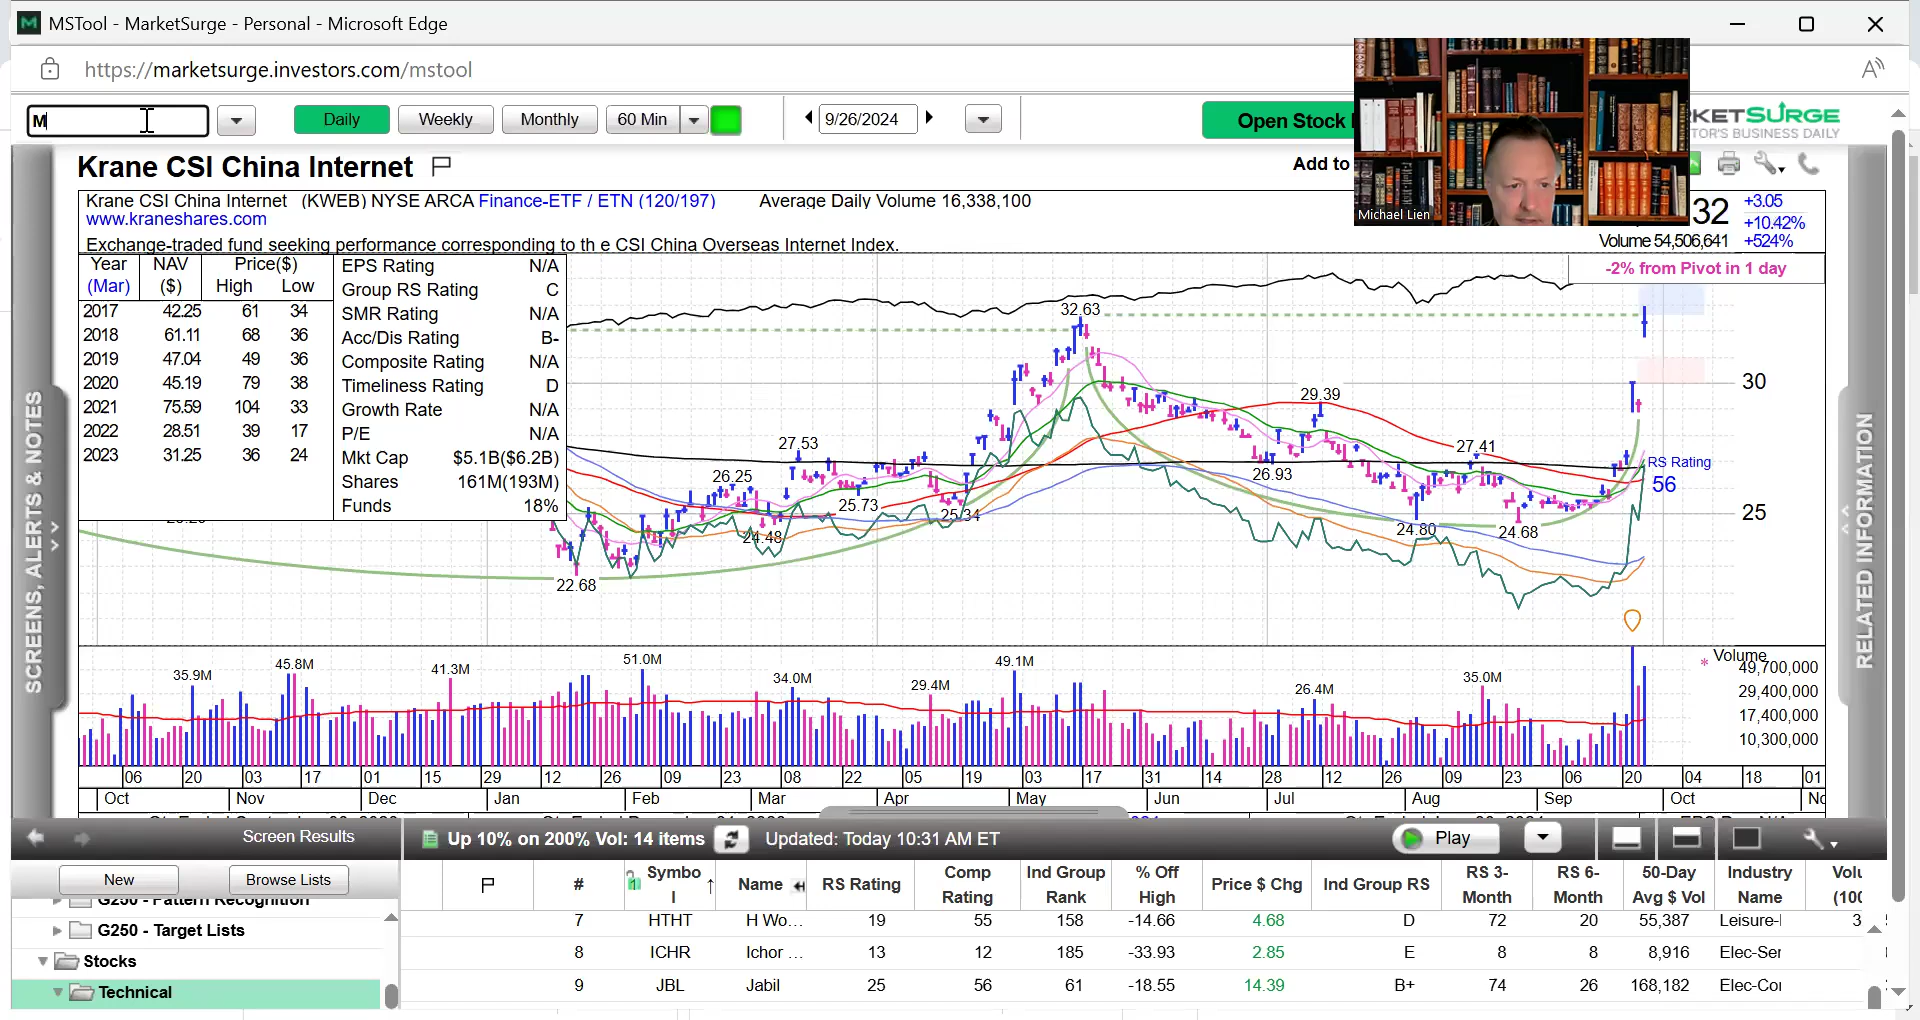 MSTool - MarketSurge - Personal - Microsoft Edge
https://marketsurge.investors.com/mstool
M
Daily
Weekly
Monthly
60 Min
9/26/2024
Open Stock
KETSURGE
TOR'S BUSINESS DAILY
Michael Lien
Krane CSI China Internet
Add to
Krane CSI China Internet (KWEB) NYSE ARCA Finance-ETF / ETN (120/197) Average Daily Volume 16,338,100
www.kraneshares.com
Exchange-traded fund seeking performance corresponding to th e CSI China Overseas Internet Index.
32
+3.05
+10.42%
Volume 54,506,641 +524%
-2% from Pivot in 1 day
Year NAV Price($)
(Mar) ($) High Low
2017 42.25 61 34
2018 61.11 68 36
2019 47.04 49 36
2020 45.19 79 38
2021 75.59 104 33
2022 28.51 39 17
2023 31.25 36 24
EPS Rating N/A
Group RS Rating C
SMR Rating N/A
Acc/Dis Rating B-
Composite Rating N/A
Timeliness Rating D
Growth Rate N/A
P/E N/A
Mkt Cap $5.1B($6.2B)
Shares 161M(193M)
Funds 18%
32.63
29.39
27.53
27.41
26.25
26.93
25.73
25.34
24.48
24.80
24.68
22.68
30
25
RS Rating
56
SCREENS, ALERTS & NOTES
RELATED INFORMATION
Volume
49,700,000
29,400,000
17,400,000
10,300,000
35.9M
45.8M
41.3M
51.0M
34.0M
29.4M
49.1M
26.4M
35.0M
06 20 03 17 01 15 29 12 26 09 23 08 22 05 19 03 17 31 14 28 12 26 09 23 06 20 04 18 01
Oct Nov Dec Jan Feb Mar Apr May Jun Jul Aug Sep Oct
Screen Results
Up 10% on 200% Vol: 14 items
Updated: Today 10:31 AM ET
Play
New
Browse Lists
G250 - Pattern Recognition
G250 - Target Lists
Stocks
Technical
# Symbo l Name RS Rating Comp Rating Ind Group Rank % Off High Price $ Chg Ind Group RS RS 3-Month RS 6-Month 50-Day Avg $ Vol Industry Name
7 HTHT H Wo... 19 55 158 -14.66 4.68 D 72 20 55,387 Leisure-
8 ICHR Ichor ... 13 12 185 -33.93 2.85 E 8 8 8,916 Elec-Ser
9 JBL Jabil 25 56 61 -18.55 14.39 B+ 74 26 168,182 Elec-Cor